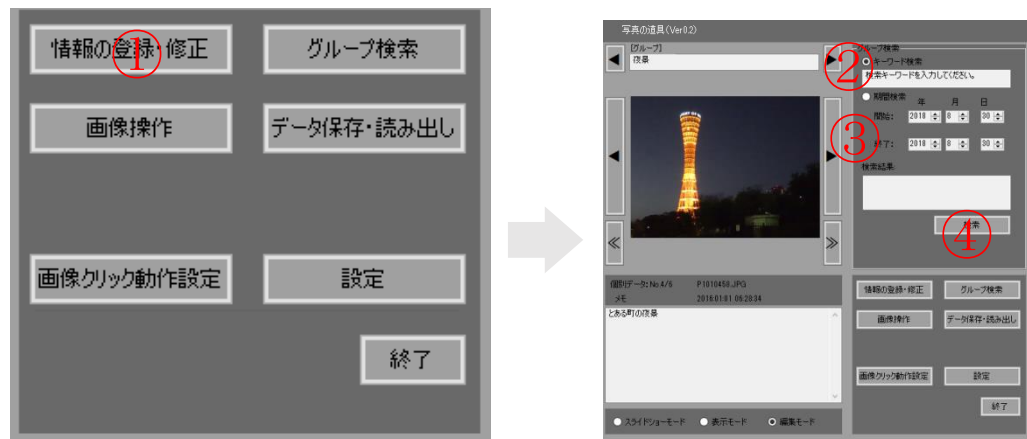 情報の登録・修正
①
グループ検索
画像操作
データ保存・読み出し
画像クリック動作設定
設定
終了
写真の道具(Ver0.2)
[グループ]
夜景
◀
▶
②
グループ検索
キーワード検索
検索キーワードを入力してください。
期間検索
年 月 日
開始: 2018 8 30
③
終了: 2018 8 30
検索結果
検索
④
◀
▶
≪
≫
個別データ: No.4/6 P1010458.JPG
メモ 2016:01:01 06:28:34
とある町の夜景
情報の登録・修正
グループ検索
画像操作
データ保存・読み出し
画像クリック動作設定
設定
終了
スライドショーモード 表示モード 編集モード